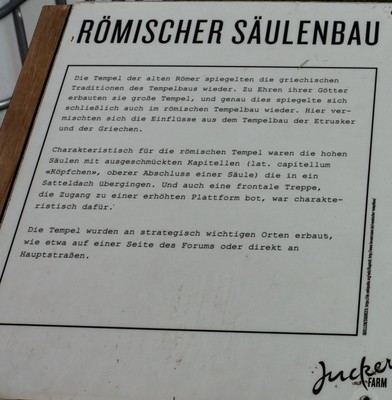 RÖMISCHER SÄULENBAU
Die Tempel der alten Römer spiegelten die griechischen
Traditionen des Tempelbaus wieder. Zu Ehren ihrer Götter
erbauten zie große Tempel, und genau dies spiegelte sich
schließlich auch im römischen Tempelbau wieder. Hier ver-
mischten sich die Einflüsse aus dem Tempelbau der Etrusker
und der Griechen.
Charakteristisch für die römischen Tempel waren die hohen
Säulen mit ausgeschmückten Kapitellen (lat. capitellum
«Köpfchen», oberer Abschluss einer Säule) die in ein
Satteldach übergingen. Und auch eine frontale Treppe,
die Zugang zu einer erhöhten Plattform bot, war charakte-
ristisch dafür.
Die Tempel wurden an strategisch wichtigen Orten erbaut,
wie etwa auf einer Seite des Forums oder direkt an
Hauptstraßen.
Jucker
FARM